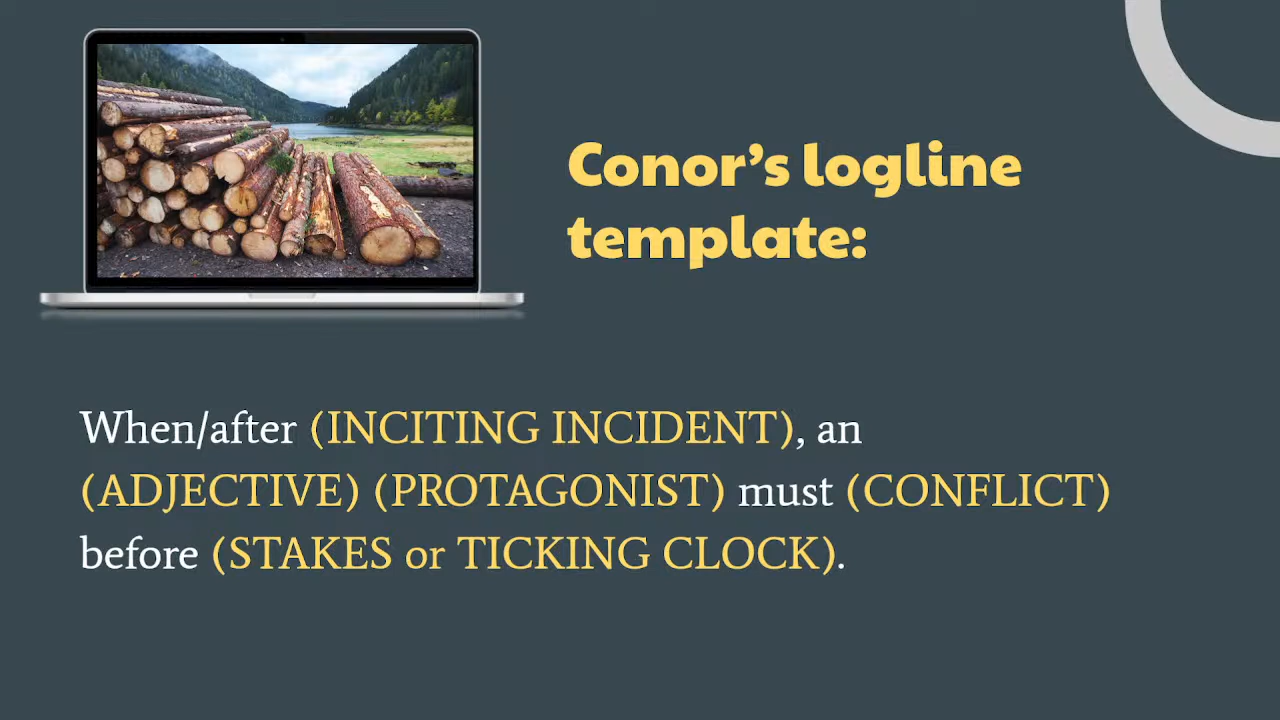 Conor's logline
template:
When/after (INCITING INCIDENT), an
(ADJECTIVE) (PROTAGONIST) must (CONFLICT)
before (STAKES or TICKING CLOCK).